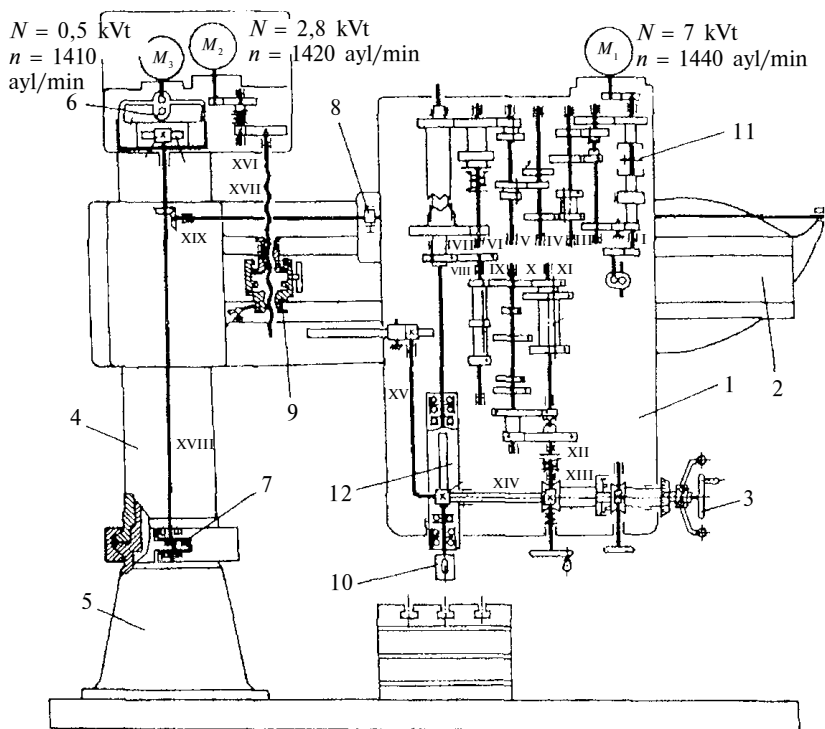 N = 0,5 kVt
n = 1410
ayl/min
M3
M2
N = 2,8 kVt
n = 1420 ayl/min
M1
N = 7 kVt
n = 1440 ayl/min
6
8
11
XVI
XVII
XIX
VII VI V IV III II I
VIII IX X XI
9
1
2
XV
4
XVIII
XII
XIII
12
XIV
3
7
10
5